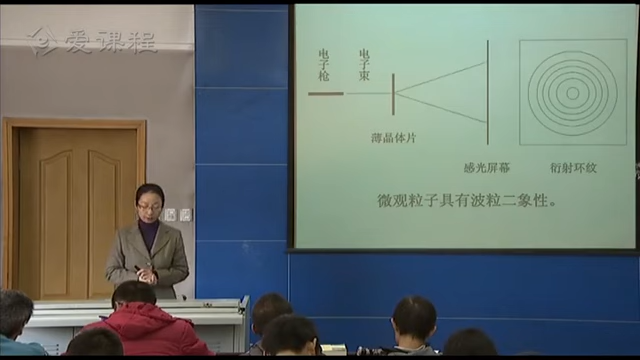 爱课程
电子枪
电子束
薄晶体片
感光屏幕
衍射环纹
微观粒子具有波粒二象性。